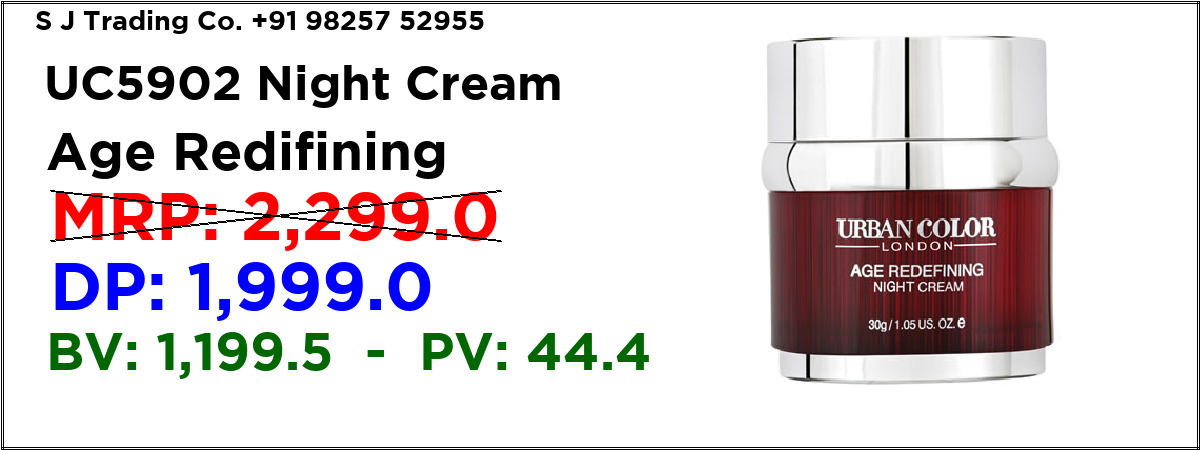 S J Trading Co. +91 98257 52955
UC5902 Night Cream
Age Redifining
MRP: 2,299.0
DP: 1,999.0
BV: 1,199.5 - PV: 44.4
URBAN COLOR
LONDON
AGE REDEFINING
NIGHT CREAM
30g/1.05 US. OZ. e